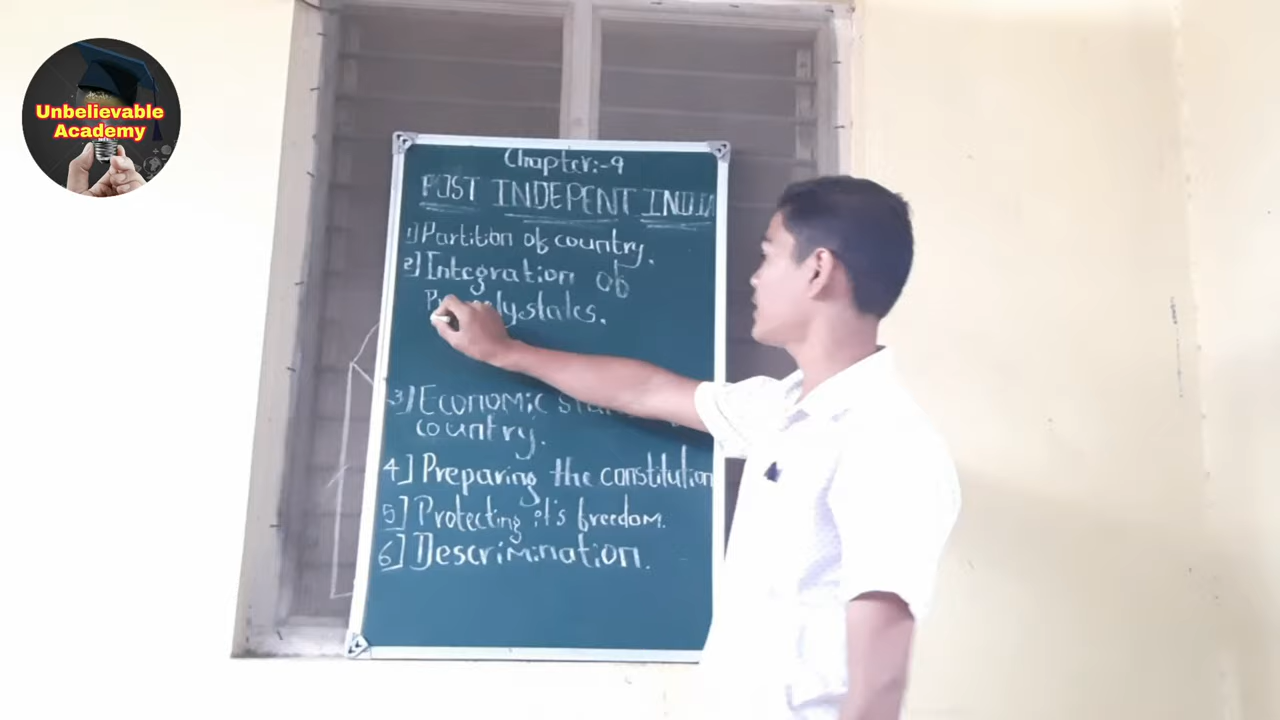 Unbelievable
Academy
Chapter:-9
POST INDEPENT INDIA
1] Partition of country.
2] Integration of
states.
3] Economic
country.
4] Preparing the constitution
5] Protecting it's freedom.
6] Descrimination.